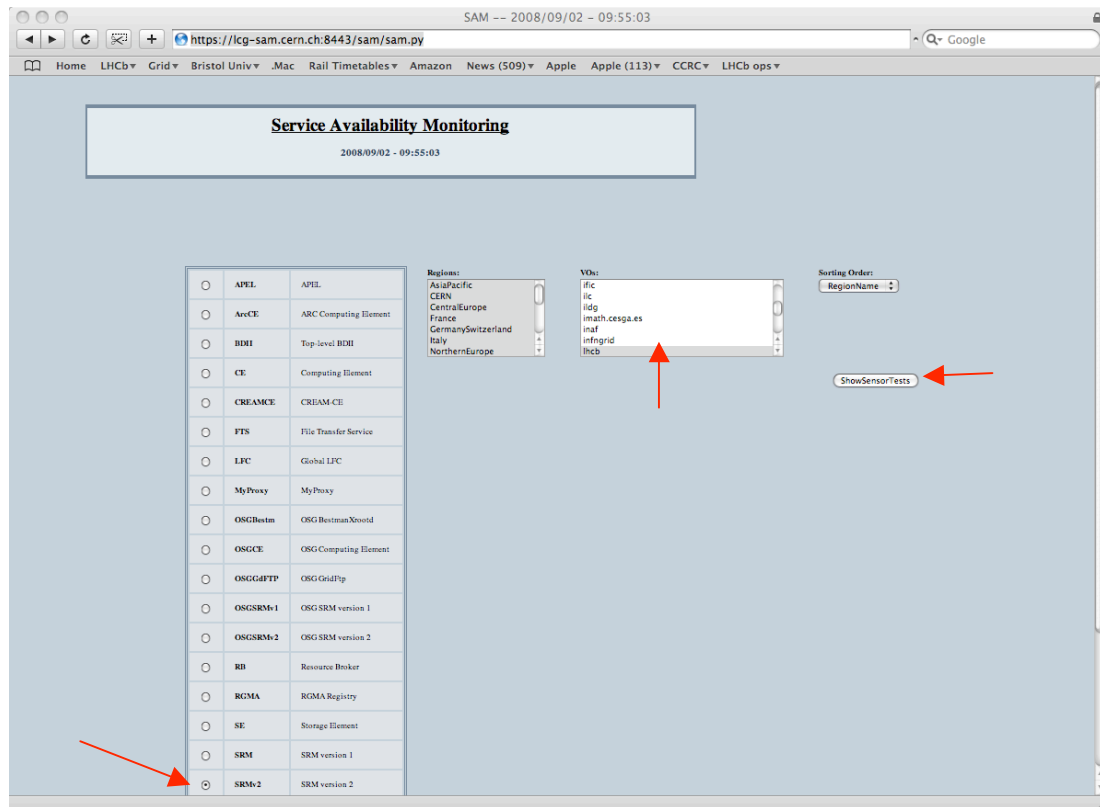 SAM -- 2008/09/02 - 09:55:03
https://lcg-sam.cern.ch:8443/sam/sam.py
Google
Home LHCb Grid Bristol Univ .Mac Rail Timetables Amazon News (509) Apple Apple (113) CCRC LHCb ops
Service Availability Monitoring
2008/09/02 - 09:55:03
APEL APEL
ArcCE ARC Computing Element
BDII Top-level BDII
CE Computing Element
CREAMCE CREAM-CE
FTS File Transfer Service
LFC Global LFC
MyProxy MyProxy
OSGBestm OSG BestmanXrootd
OSGCE OSG Computing Element
OSGGdFTP OSG GridFtp
OSGSRMv1 OSG SRM version 1
OSGSRMv2 OSG SRM version 2
RB Resource Broker
RGMA RGMA Registry
SE Storage Element
SRM SRM version 1
SRMv2 SRM version 2
Regions:
AsiaPacific
CERN
CentralEurope
France
GermanySwitzerland
Italy
NorthernEurope
VOs:
ific
ilc
ildg
imath.cesga.es
inaf
infngrid
lhcb
Sorting Order:
RegionName
ShowSensorTests